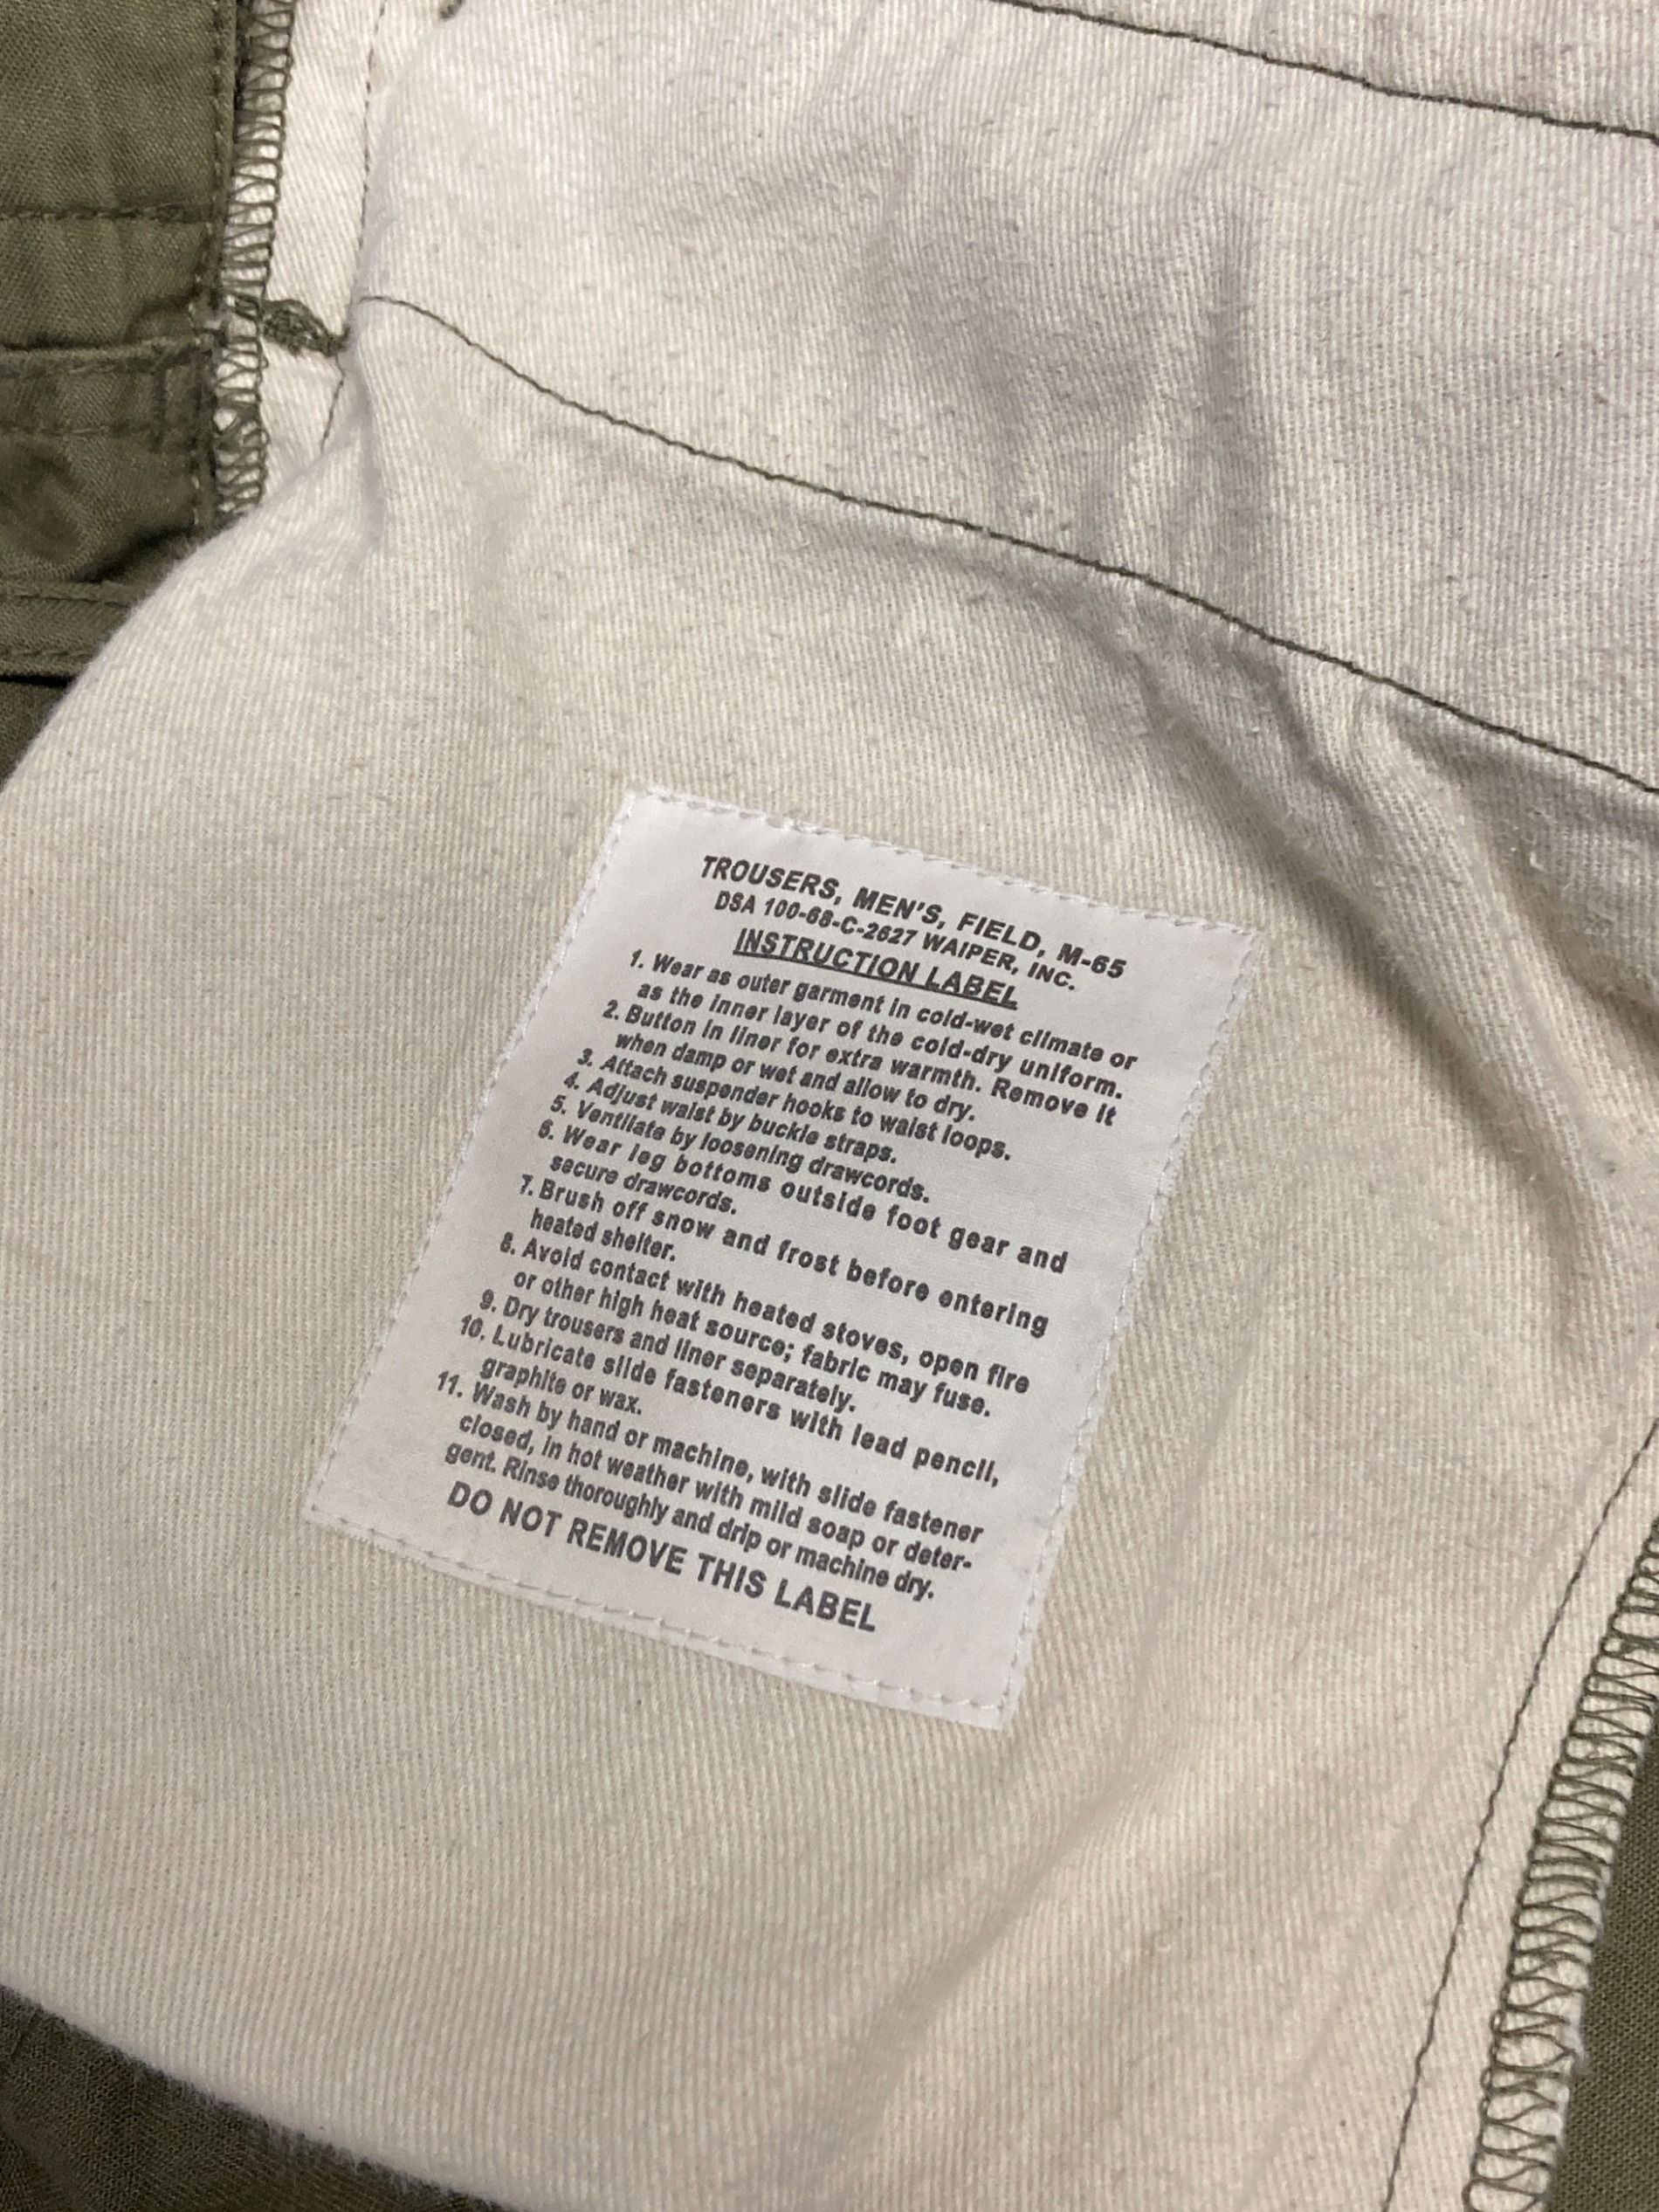 TROUSERS, MEN'S, FIELD, M-65
DSA 100-68-C-2627 WAIPER, INC.
INSTRUCTION LABEL
1. Wear as outer garment in cold-wet climate or
as the inner layer of the cold-dry uniform.
2. Button in liner for extra warmth. Remove it
when damp or wet and allow to dry.
3. Attach suspender hooks to waist loops.
4. Adjust waist by buckle straps.
5. Ventilate by loosening drawcords.
6. Wear leg bottoms outside foot gear and
secure drawcords.
7. Brush off snow and frost before entering
heated shelter.
8. Avoid contact with heated stoves, open fire
or other high heat source; fabric may fuse.
9. Dry trousers and liner separately.
10. Lubricate slide fasteners with lead pencil,
graphite or wax.
11. Wash by hand or machine, with slide fastener
closed, in hot weather with mild soap or deter-
gent. Rinse thoroughly and drip or machine dry.
DO NOT REMOVE THIS LABEL